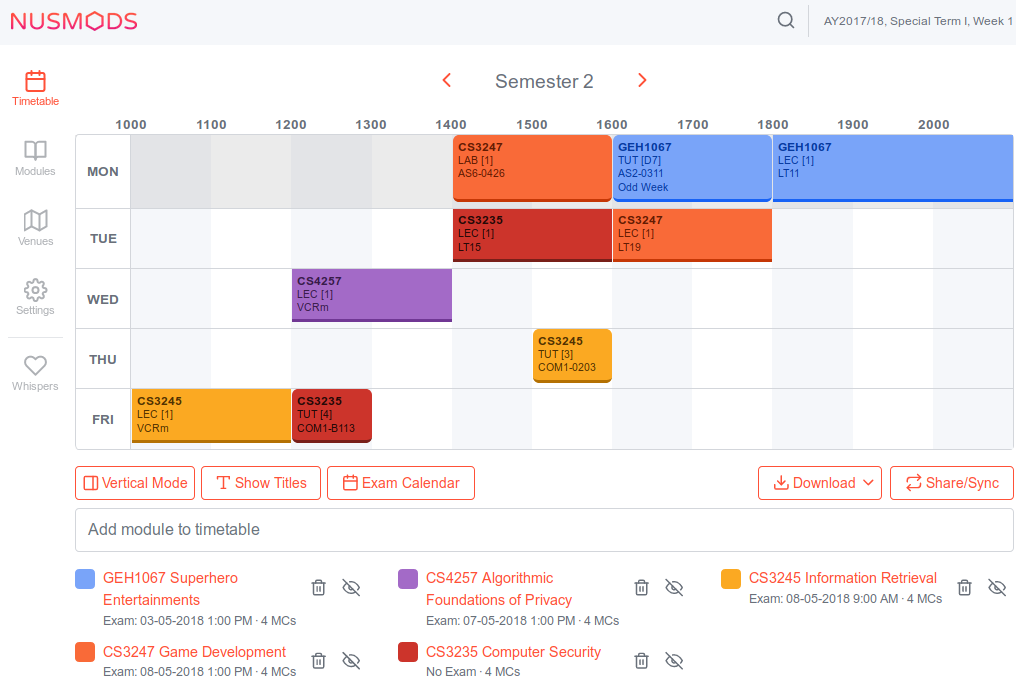 NUSMODS
AY2017/18, Special Term I, Week 1
Timetable
Modules
Venues
Settings
Whispers
Semester 2
1000 1100 1200 1300 1400 1500 1600 1700 1800 1900 2000
MON
CS3247
LAB [1]
AS6-0426
GEH1067
TUT [D7]
AS2-0311
Odd Week
GEH1067
LEC [1]
LT11
TUE
CS3235
LEC [1]
LT15
CS3247
LEC [1]
LT19
WED
CS4257
LEC [1]
VCRm
THU
CS3245
TUT [3]
COM1-0203
FRI
CS3245
LEC [1]
VCRm
CS3235
TUT [4]
COM1-B113
Vertical Mode
Show Titles
Exam Calendar
Download
Share/Sync
Add module to timetable
GEH1067 Superhero
Entertainments
Exam: 03-05-2018 1:00 PM · 4 MCs
CS4257 Algorithmic
Foundations of Privacy
Exam: 07-05-2018 1:00 PM · 4 MCs
CS3245 Information Retrieval
Exam: 08-05-2018 9:00 AM · 4 MCs
CS3247 Game Development
Exam: 08-05-2018 1:00 PM · 4 MCs
CS3235 Computer Security
No Exam · 4 MCs